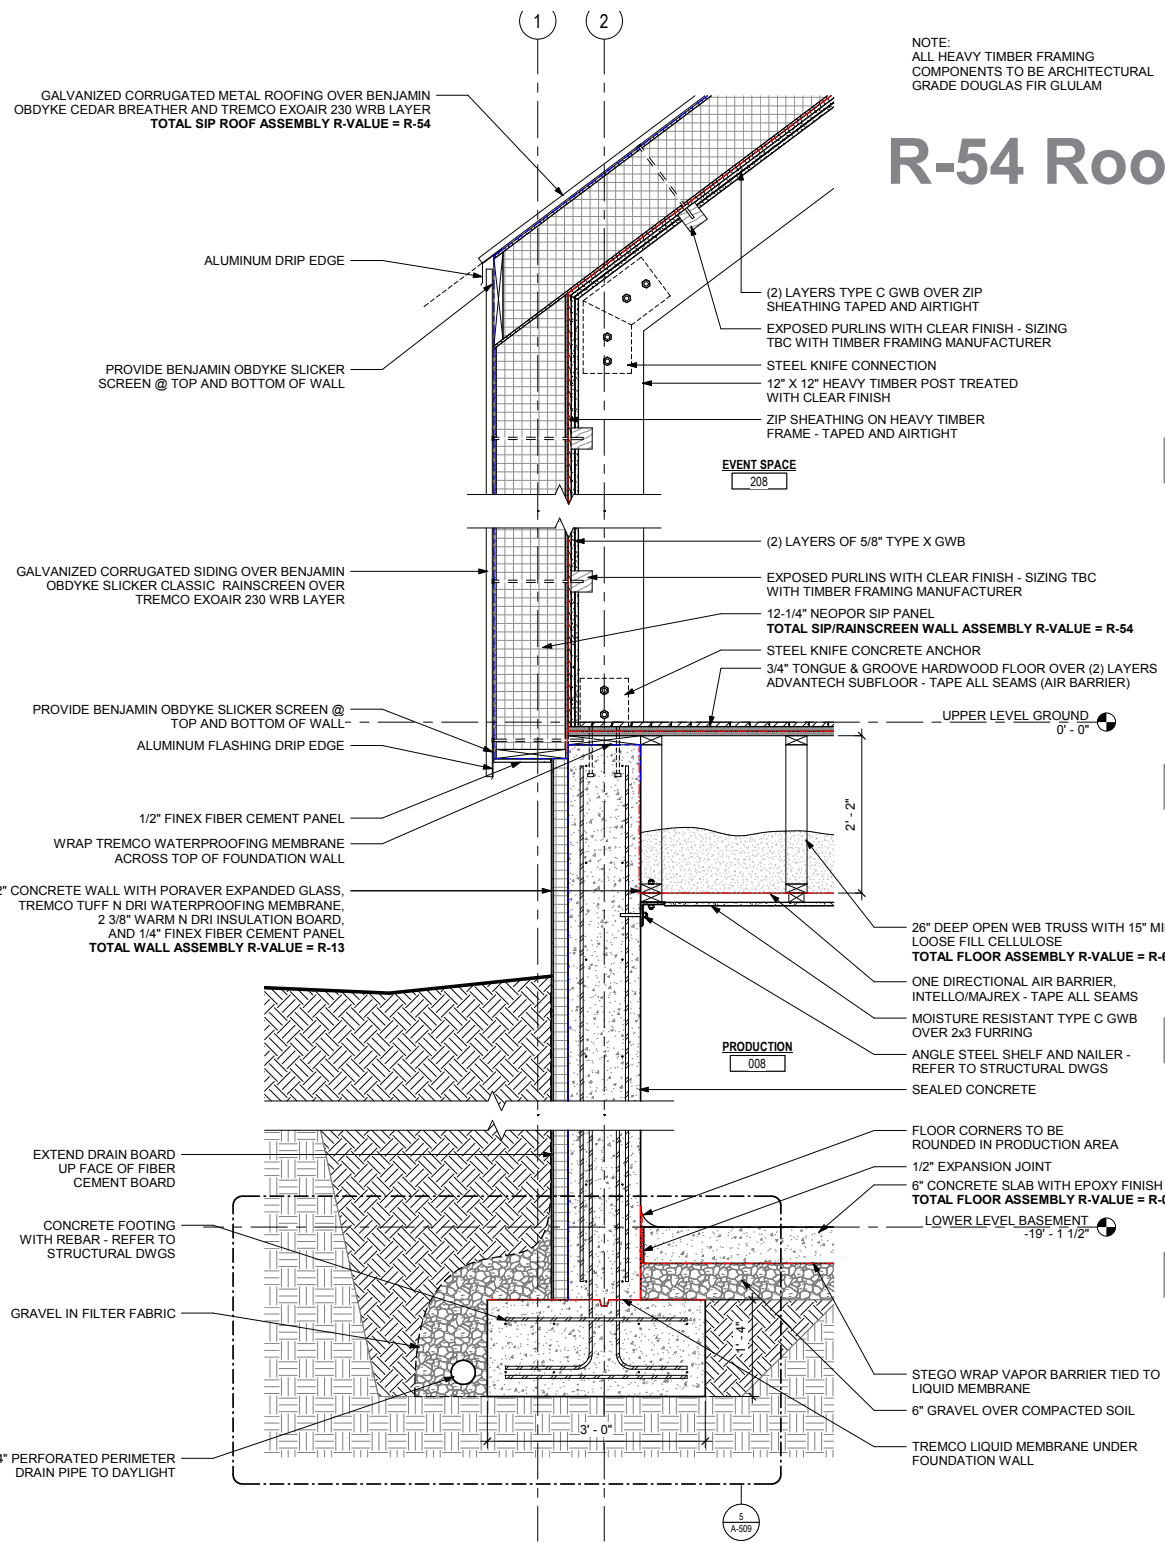 1
2
NOTE:
ALL HEAVY TIMBER FRAMING
COMPONENTS TO BE ARCHITECTURAL
GRADE DOUGLAS FIR GLULAM
R-54 Roo
GALVANIZED CORRUGATED METAL ROOFING OVER BENJAMIN
OBDYKE CEDAR BREATHER AND TREMCO EXOAIR 230 WRB LAYER
TOTAL SIP ROOF ASSEMBLY R-VALUE = R-54
ALUMINUM DRIP EDGE
PROVIDE BENJAMIN OBDYKE SLICKER
SCREEN @ TOP AND BOTTOM OF WALL
(2) LAYERS TYPE C GWB OVER ZIP
SHEATHING TAPED AND AIRTIGHT
EXPOSED PURLINS WITH CLEAR FINISH - SIZING
TBC WITH TIMBER FRAMING MANUFACTURER
STEEL KNIFE CONNECTION
12" X 12" HEAVY TIMBER POST TREATED
WITH CLEAR FINISH
ZIP SHEATHING ON HEAVY TIMBER
FRAME - TAPED AND AIRTIGHT
EVENT SPACE
208
(2) LAYERS OF 5/8" TYPE X GWB
GALVANIZED CORRUGATED SIDING OVER BENJAMIN
OBDYKE SLICKER CLASSIC RAINSCREEN OVER
TREMCO EXOAIR 230 WRB LAYER
EXPOSED PURLINS WITH CLEAR FINISH - SIZING TBC
WITH TIMBER FRAMING MANUFACTURER
12-1/4" NEOPOR SIP PANEL
TOTAL SIP/RAINSCREEN WALL ASSEMBLY R-VALUE = R-54
STEEL KNIFE CONCRETE ANCHOR
3/4" TONGUE & GROOVE HARDWOOD FLOOR OVER (2) LAYERS
ADVANTECH SUBFLOOR - TAPE ALL SEAMS (AIR BARRIER)
PROVIDE BENJAMIN OBDYKE SLICKER SCREEN @
TOP AND BOTTOM OF WALL
ALUMINUM FLASHING DRIP EDGE
UPPER LEVEL GROUND
0' - 0"
1/2" FINEX FIBER CEMENT PANEL
WRAP TREMCO WATERPROOFING MEMBRANE
ACROSS TOP OF FOUNDATION WALL
2' - 2"
2" CONCRETE WALL WITH PORAVER EXPANDED GLASS,
TREMCO TUFF N DRI WATERPROOFING MEMBRANE,
2 3/8" WARM N DRI INSULATION BOARD,
AND 1/4" FINEX FIBER CEMENT PANEL
TOTAL WALL ASSEMBLY R-VALUE = R-13
26" DEEP OPEN WEB TRUSS WITH 15" MI
LOOSE FILL CELLULOSE
TOTAL FLOOR ASSEMBLY R-VALUE = R-
ONE DIRECTIONAL AIR BARRIER,
INTELLO/MAJREX - TAPE ALL SEAMS
MOISTURE RESISTANT TYPE C GWB
OVER 2x3 FURRING
PRODUCTION
008
ANGLE STEEL SHELF AND NAILER -
REFER TO STRUCTURAL DWGS
SEALED CONCRETE
EXTEND DRAIN BOARD
UP FACE OF FIBER
CEMENT BOARD
FLOOR CORNERS TO BE
ROUNDED IN PRODUCTION AREA
1/2" EXPANSION JOINT
6" CONCRETE SLAB WITH EPOXY FINISH
TOTAL FLOOR ASSEMBLY R-VALUE = R-
LOWER LEVEL BASEMENT
-19' - 1 1/2"
CONCRETE FOOTING
WITH REBAR - REFER TO
STRUCTURAL DWGS
GRAVEL IN FILTER FABRIC
1' - 4"
STEGO WRAP VAPOR BARRIER TIED TO
LIQUID MEMBRANE
6" GRAVEL OVER COMPACTED SOIL
3' - 0"
TREMCO LIQUID MEMBRANE UNDER
FOUNDATION WALL
4" PERFORATED PERIMETER
DRAIN PIPE TO DAYLIGHT
5
A-509